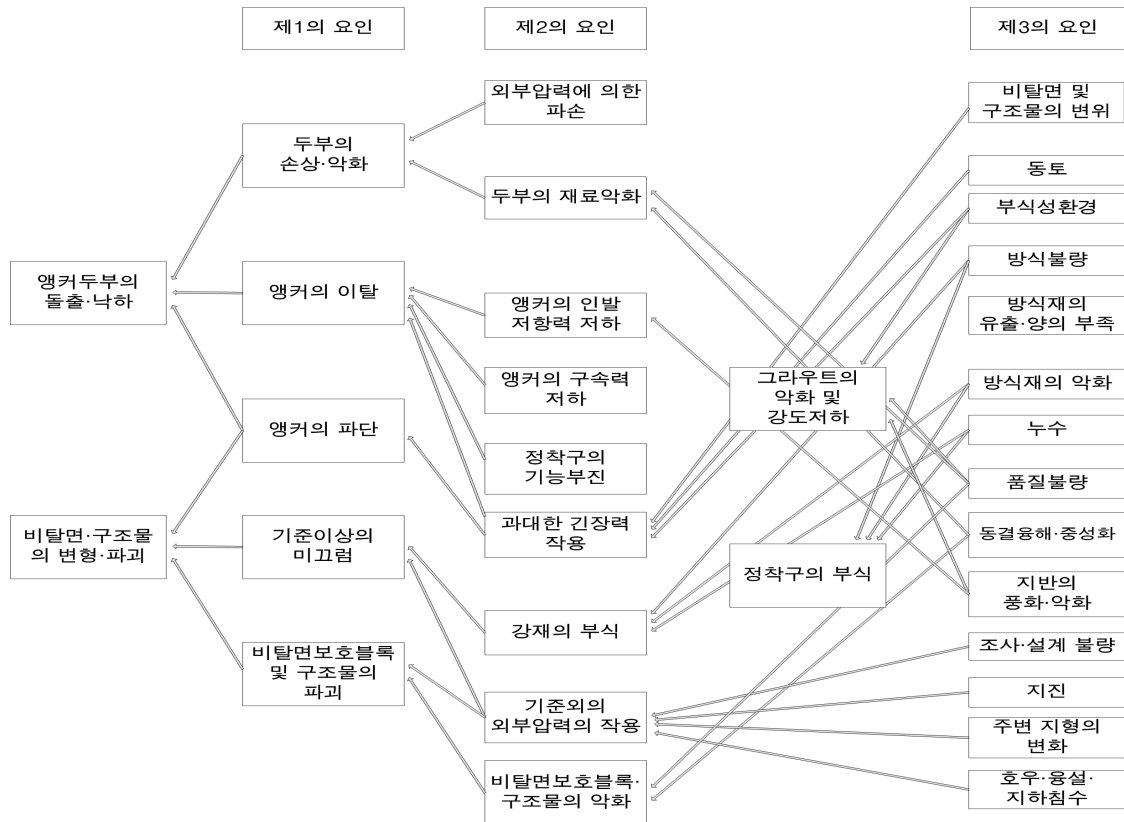 제1의 요인
제2의 요인
제3의 요인
앵커두부의
돌출·낙하
비탈면·구조물
의 변형·파괴
두부의
손상·악화
앵커의 이탈
앵커의 파단
기준이상의
미끄럼
비탈면보호블록
및 구조물의
파괴
외부압력에 의한
파손
두부의 재료악화
앵커의 인발
저항력 저하
앵커의 구속력
저하
정착구의
기능부진
과대한 긴장력
작용
강재의 부식
기준외의
외부압력의 작용
비탈면보호블록·
구조물의 악화
그라우트의
악화 및
강도저하
정착구의 부식
비탈면 및
구조물의 변위
동토
부식성환경
방식불량
방식재의
유출·양의 부족
방식재의 악화
누수
품질불량
동결융해·중성화
지반의
풍화·악화
조사·설계 불량
지진
주변 지형의
변화
호우·융설·
지하침수